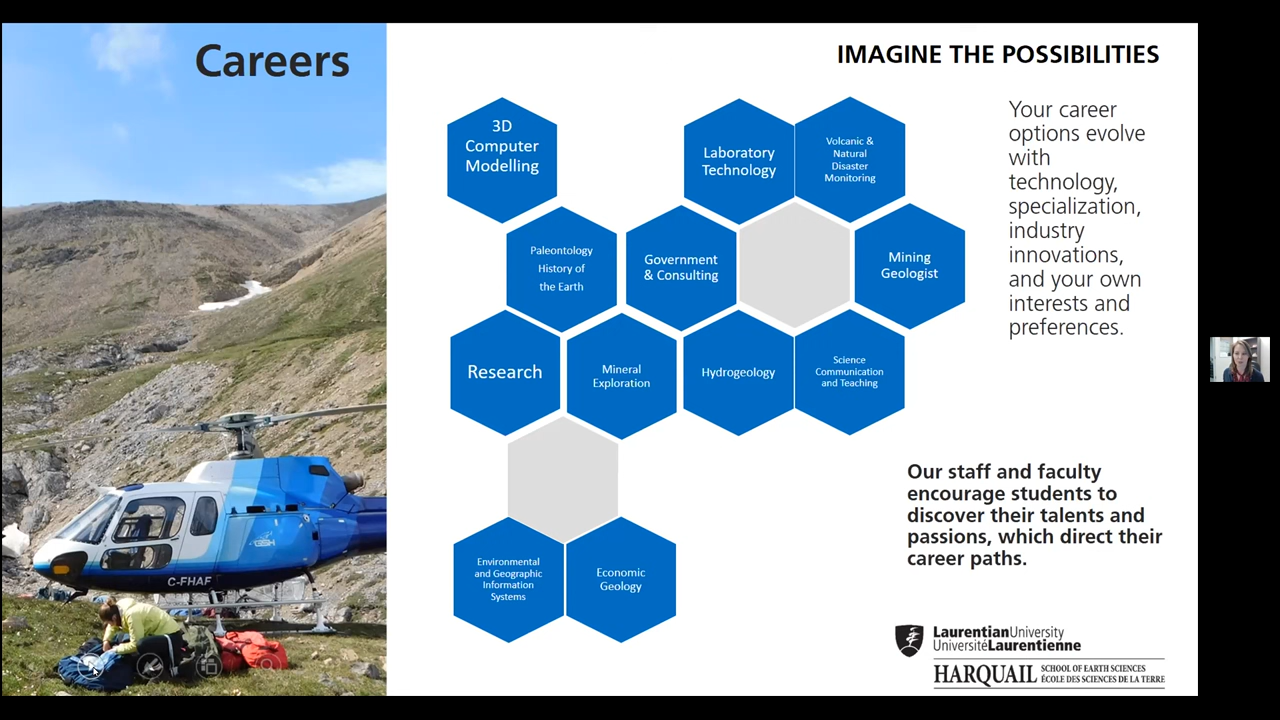 Careers
IMAGINE THE POSSIBILITIES
3D
Computer
Modelling
Laboratory
Technology
Volcanic &
Natural
Disaster
Monitoring
Your career
options evolve
with
technology,
specialization,
industry
innovations,
and your own
interests and
preferences.
Paleontology
History of
the Earth
Government
& Consulting
Mining
Geologist
Research
Mineral
Exploration
Hydrogeology
Science
Communication
and Teaching
Our staff and faculty
encourage students to
discover their talents and
passions, which direct their
career paths.
Environmental
and Geographic
Information
Systems
Economic
Geology
GSH
C-FHAF
LaurentianUniversity
UniversitéLaurentienne
HARQUAIL
SCHOOL OF EARTH SCIENCES
ÉCOLE DES SCIENCES DE LA TERRE